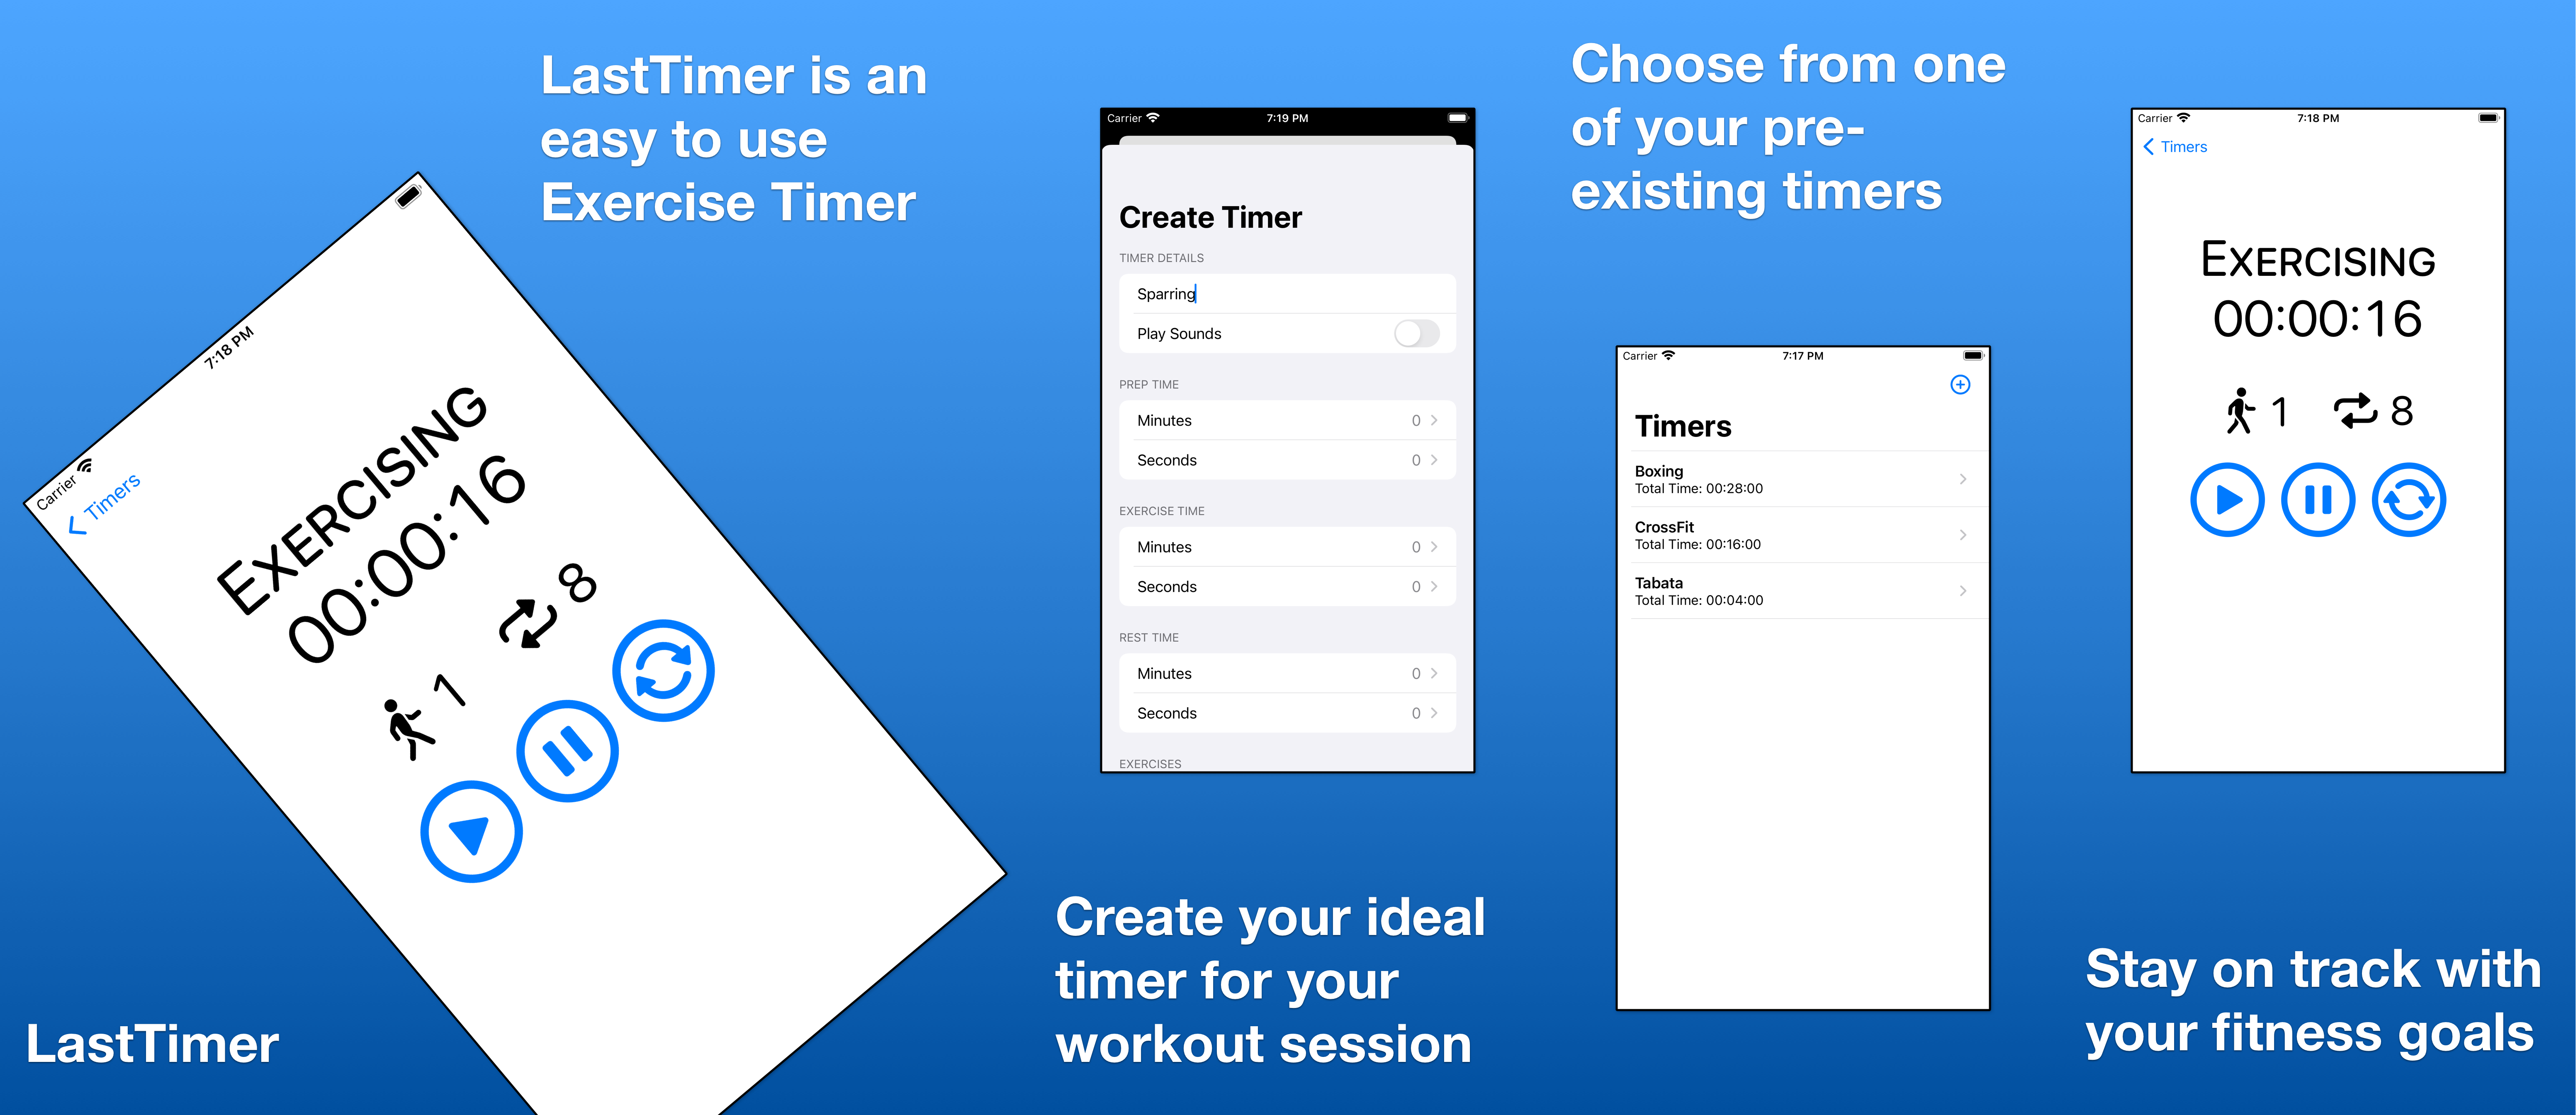 LastTimer is an
easy to use
Exercise Timer
Carrier
7:18 PM
Timers
EXERCISING
00:00:16
1
8
LastTimer
Carrier
7:19 PM
Create Timer
TIMER DETAILS
Sparring
Play Sounds
PREP TIME
Minutes 0
Seconds 0
EXERCISE TIME
Minutes 0
Seconds 0
REST TIME
Minutes 0
Seconds 0
EXERCISES
Create your ideal
timer for your
workout session
Choose from one
of your pre-
existing timers
Carrier
7:17 PM
Timers
Boxing
Total Time: 00:28:00
CrossFit
Total Time: 00:16:00
Tabata
Total Time: 00:04:00
Carrier
7:18 PM
Timers
EXERCISING
00:00:16
1
8
Stay on track with
your fitness goals